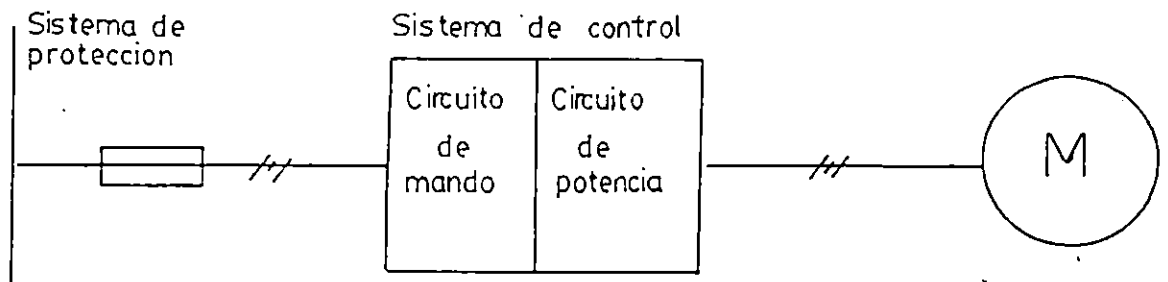 Sistema de
proteccion
Sistema de control
Circuito
de
mando
Circuito
de
potencia
M